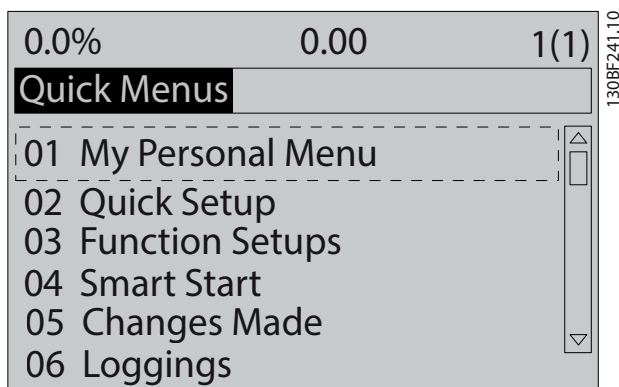 0.0% 0.00 1(1)
Quick Menus
01 My Personal Menu
02 Quick Setup
03 Function Setups
04 Smart Start
05 Changes Made
06 Loggings
130BF241.10